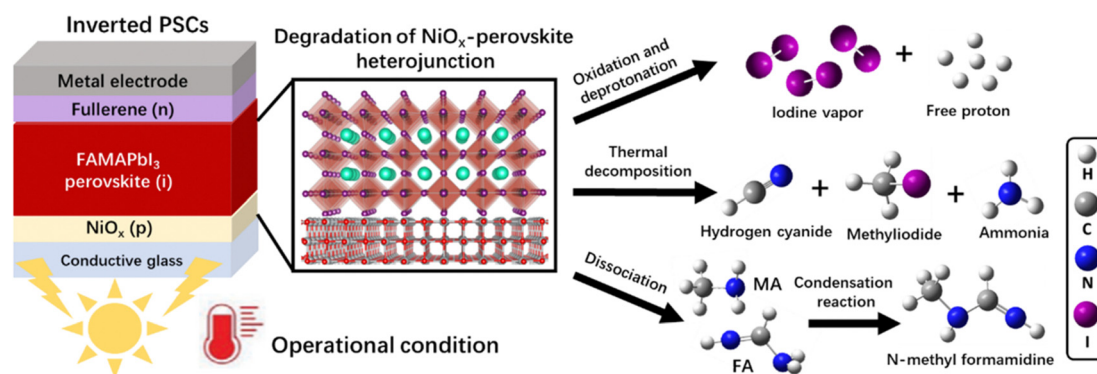 Inverted PSCs
Metal electrode
Fullerene (n)
FAMAPbI₃
perovskite (i)
NiOₓ (p)
Conductive glass
Operational condition
Degradation of NiOₓ-perovskite
heterojunction
Oxidation and
deprotonation
Iodine vapor
+
Free proton
Thermal
decomposition
Hydrogen cyanide
+
Methyliodide
+
Ammonia
Dissociation
MA
FA
Condensation
reaction
N-methyl formamidine
H
C
N
I